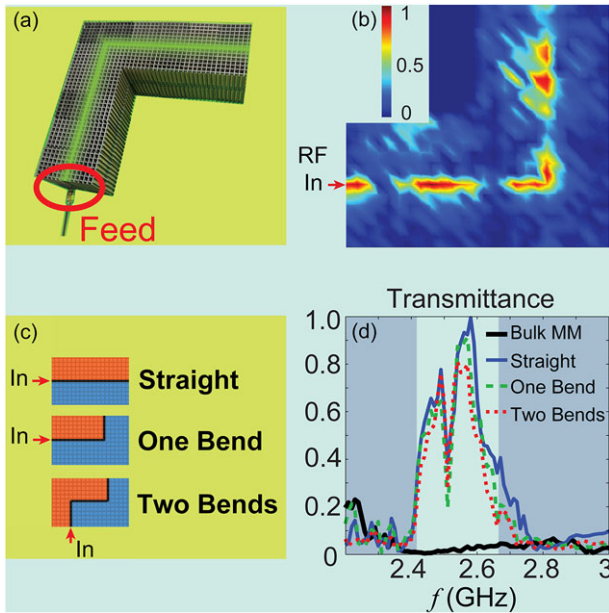 (a)
Feed
(b)
1
0.5
0
RF
In
(c)
In
Straight
In
One Bend
Two Bends
In
Transmittance
(d)
1.0
0.8
0.6
0.4
0.2
0
Bulk MM
Straight
One Bend
Two Bends
2.4
2.6
2.8
3
f (GHz)